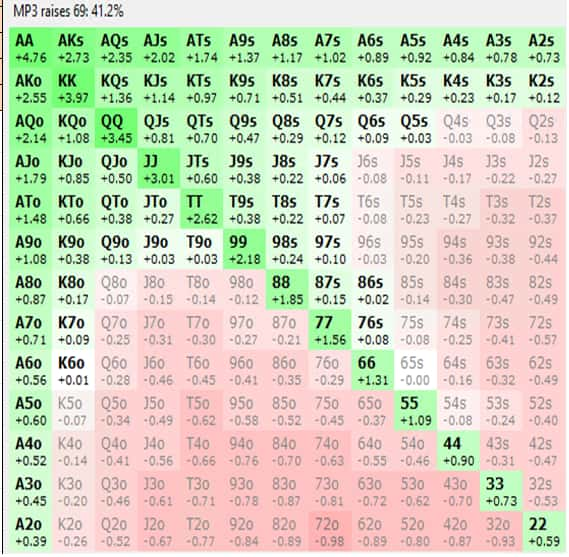 MP3 raises 69: 41.2%
AA AKs AQs AJs ATs A9s A8s A7s A6s A5s A4s A3s A2s
+4.76 +2.73 +2.35 +2.02 +1.74 +1.37 +1.17 +1.02 +0.89 +0.92 +0.84 +0.78 +0.73
AKo KK KQs KJs KTs K9s K8s K7s K6s K5s K4s K3s K2s
+2.55 +3.97 +1.36 +1.14 +0.97 +0.71 +0.51 +0.44 +0.37 +0.29 +0.23 +0.17 +0.12
AQo KQo QQ QJs QTs Q9s Q8s Q7s Q6s Q5s Q4s Q3s Q2s
+2.14 +1.08 +3.45 +0.81 +0.70 +0.47 +0.29 +0.12 +0.09 +0.03 -0.03 -0.08 -0.13
AJo KJo QJo JJ JTs J9s J8s J7s J6s J5s J4s J3s J2s
+1.79 +0.85 +0.50 +3.01 +0.60 +0.38 +0.22 +0.06 -0.08 -0.11 -0.17 -0.22 -0.27
ATo KTo QTo JTo TT T9s T8s T7s T6s T5s T4s T3s T2s
+1.48 +0.66 +0.38 +0.27 +2.62 +0.38 +0.22 +0.07 -0.08 -0.23 -0.27 -0.32 -0.37
A9o K9o Q9o J9o T9o 99 98s 97s 96s 95s 94s 93s 92s
+1.08 +0.38 +0.13 +0.03 +0.03 +2.18 +0.24 +0.10 -0.03 -0.20 -0.36 -0.38 -0.44
A8o K8o Q8o J8o T8o 98o 88 87s 86s 85s 84s 83s 82s
+0.87 +0.17 -0.07 -0.15 -0.14 -0.12 +1.85 +0.15 +0.02 -0.14 -0.30 -0.47 -0.49
A7o K7o Q7o J7o T7o 97o 87o 77 76s 75s 74s 73s 72s
+0.71 +0.09 -0.25 -0.31 -0.30 -0.27 -0.21 +1.56 +0.08 -0.08 -0.25 -0.41 -0.57
A6o K6o Q6o J6o T6o 96o 86o 76o 66 65s 64s 63s 62s
+0.56 +0.01 -0.28 -0.46 -0.45 -0.41 -0.35 -0.29 +1.31 -0.00 -0.16 -0.32 -0.49
A5o K5o Q5o J5o T5o 95o 85o 75o 65o 55 54s 53s 52s
+0.60 -0.07 -0.34 -0.49 -0.62 -0.58 -0.52 -0.45 -0.37 +1.09 -0.08 -0.24 -0.40
A4o K4o Q4o J4o T4o 94o 84o 74o 64o 54o 44 43s 42s
+0.52 -0.14 -0.41 -0.56 -0.66 -0.76 -0.70 -0.63 -0.55 -0.46 +0.90 -0.31 -0.47
A3o K3o Q3o J3o T3o 93o 83o 73o 63o 53o 43o 33 32s
+0.45 -0.20 -0.46 -0.61 -0.71 -0.78 -0.87 -0.81 -0.72 -0.62 -0.70 +0.73 -0.53
A2o K2o Q2o J2o T2o 92o 82o 72o 62o 52o 42o 32o 22
+0.39 -0.26 -0.52 -0.67 -0.77 -0.84 -0.89 -0.98 -0.89 -0.80 -0.87 -0.93 +0.59